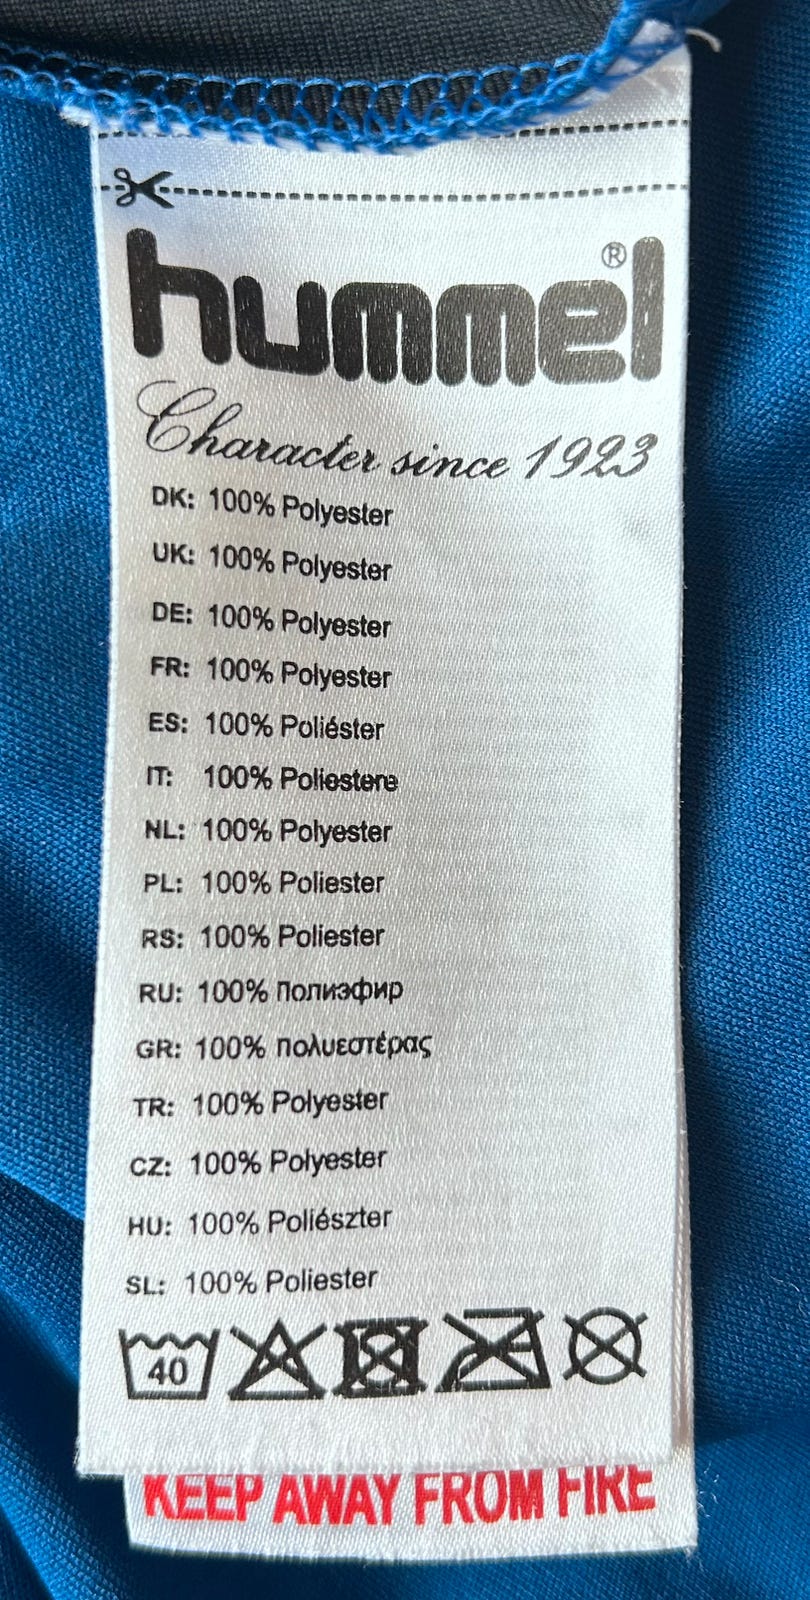 hummel®
Character since 1923
DK: 100% Polyester
UK: 100% Polyester
DE: 100% Polyester
FR: 100% Polyester
ES: 100% Poliéster
IT: 100% Poliestere
NL: 100% Polyester
PL: 100% Poliester
RS: 100% Poliester
RU: 100% Полиэфир
GR: 100% πολυεστέρας
TR: 100% Polyester
CZ: 100% Polyester
HU: 100% Poliészter
SL: 100% Poliester
40
KEEP AWAY FROM FIRE